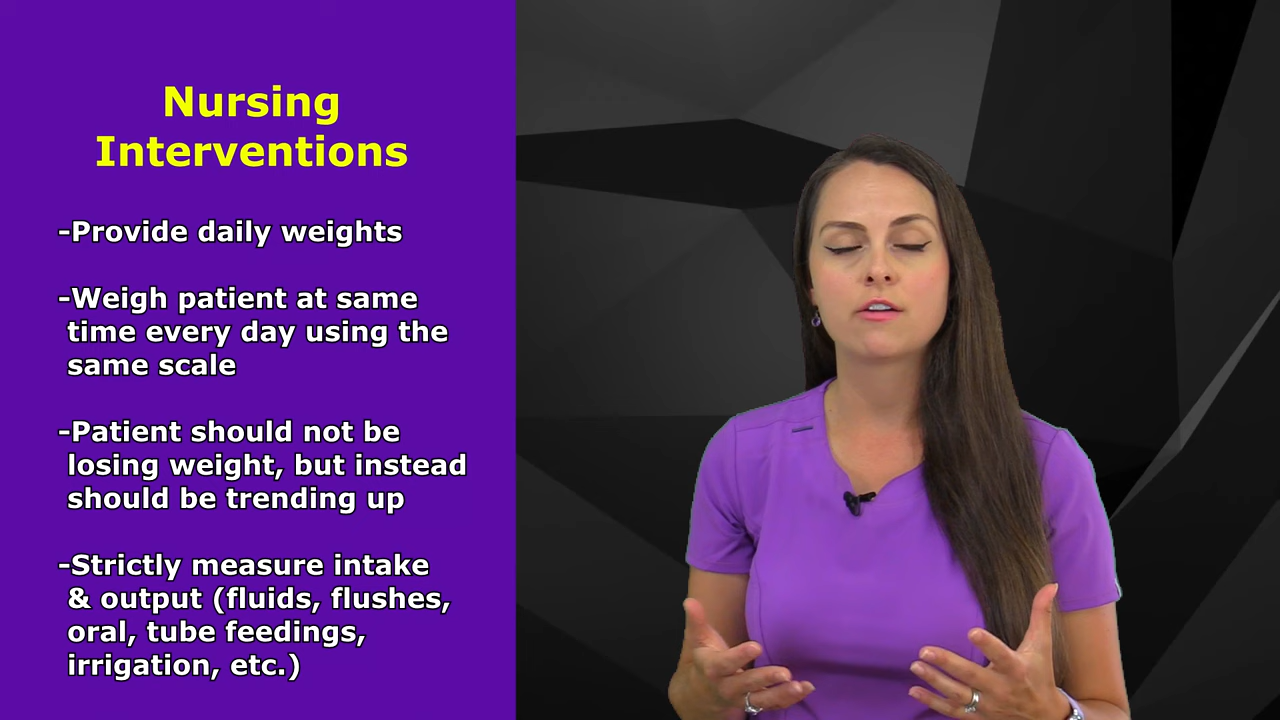 Nursing
Interventions
-Provide daily weights
-Weigh patient at same
time every day using the
same scale
-Patient should not be
losing weight, but instead
should be trending up
-Strictly measure intake
& output (fluids, flushes,
oral, tube feedings,
irrigation, etc.)